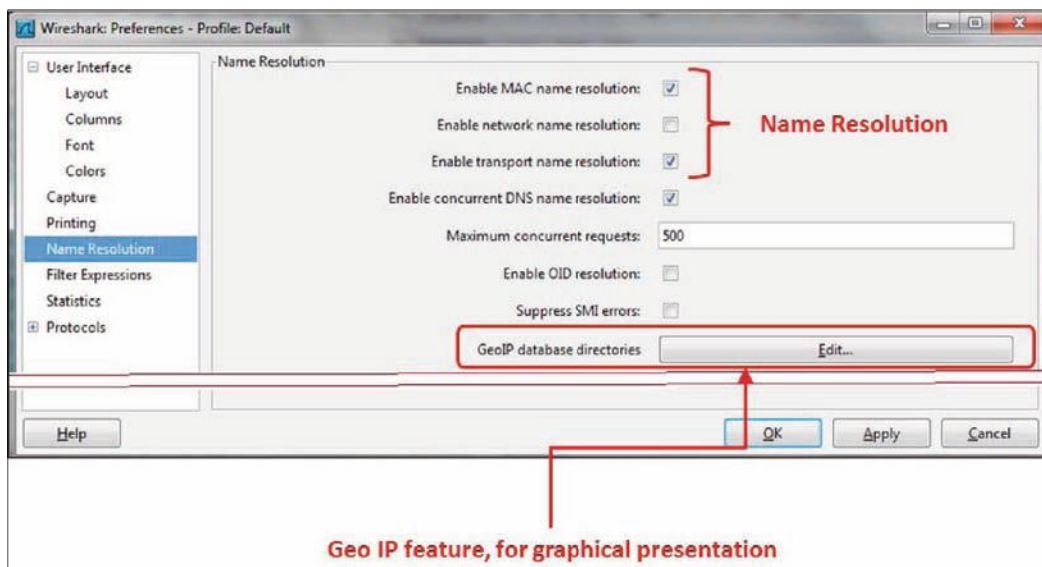 Wireshark: Preferences - Profile: Default
User Interface
Layout
Columns
Font
Colors
Capture
Printing
Name Resolution
Filter Expressions
Statistics
Protocols
Name Resolution
Enable MAC name resolution:
Enable network name resolution:
Enable transport name resolution:
Name Resolution
Enable concurrent DNS name resolution:
Maximum concurrent requests: 500
Enable OID resolution:
Suppress SMI errors:
GeoIP database directories Edit...
Help OK Apply Cancel
Geo IP feature, for graphical presentation